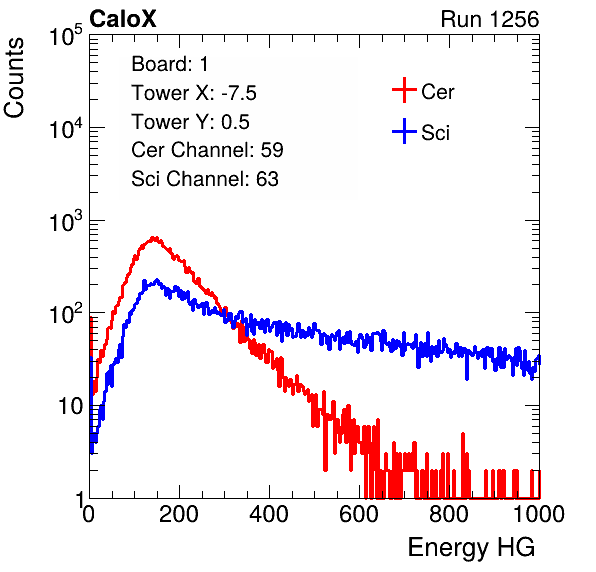 CaloX Run 1256
Counts
Board: 1
Tower X: -7.5
Tower Y: 0.5
Cer Channel: 59
Sci Channel: 63
Cer
Sci
10^5
10^4
10^3
10^2
10
1
0 200 400 600 800 1000
Energy HG